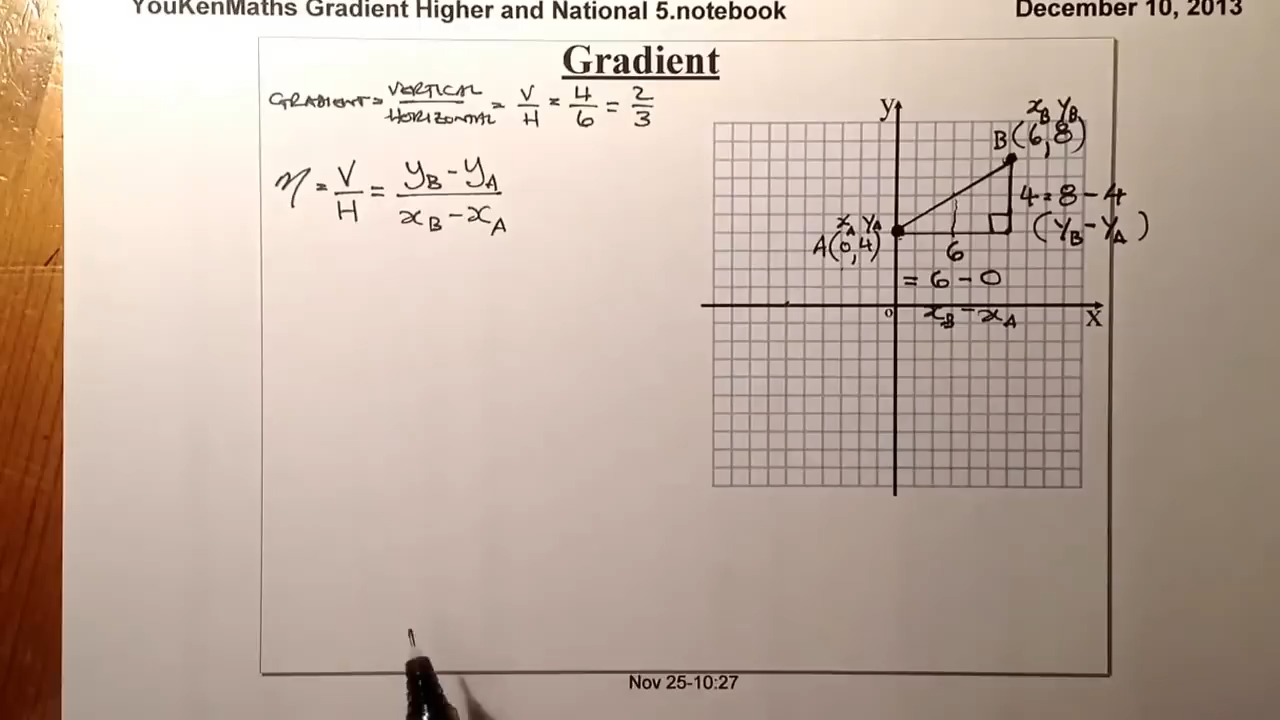 YouKenMaths Gradient Higher and National 5.notebook
December 10, 2013
Gradient
GRADIENT = VERTICAL / HORIZONTAL = V/H = 4/6 = 2/3
m = V/H = yB - yA / xB - xA
y
xB yB
B(6,8)
4 = 8 - 4
(yB - yA)
xA yA
A(0,4)
6
= 6 - 0
xB - xA
o
x
Nov 25-10:27